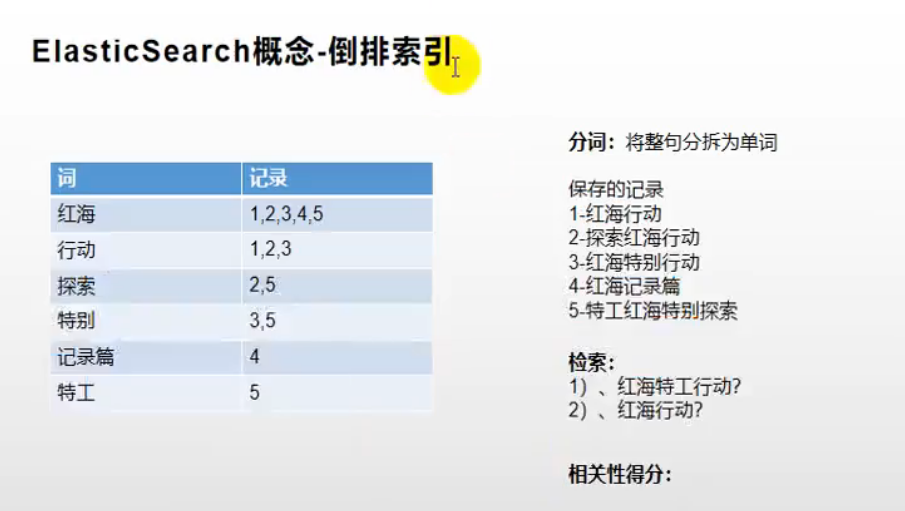 ElasticSearch概念-倒排索引
词 记录
红海 1,2,3,4,5
行动 1,2,3
探索 2,5
特别 3,5
记录篇 4
特工 5
分词：将整句分拆为单词
保存的记录
1-红海行动
2-探索红海行动
3-红海特别行动
4-红海记录篇
5-特工红海特别探索
检索：
1）、红海特工行动?
2）、红海行动?
相关性得分：